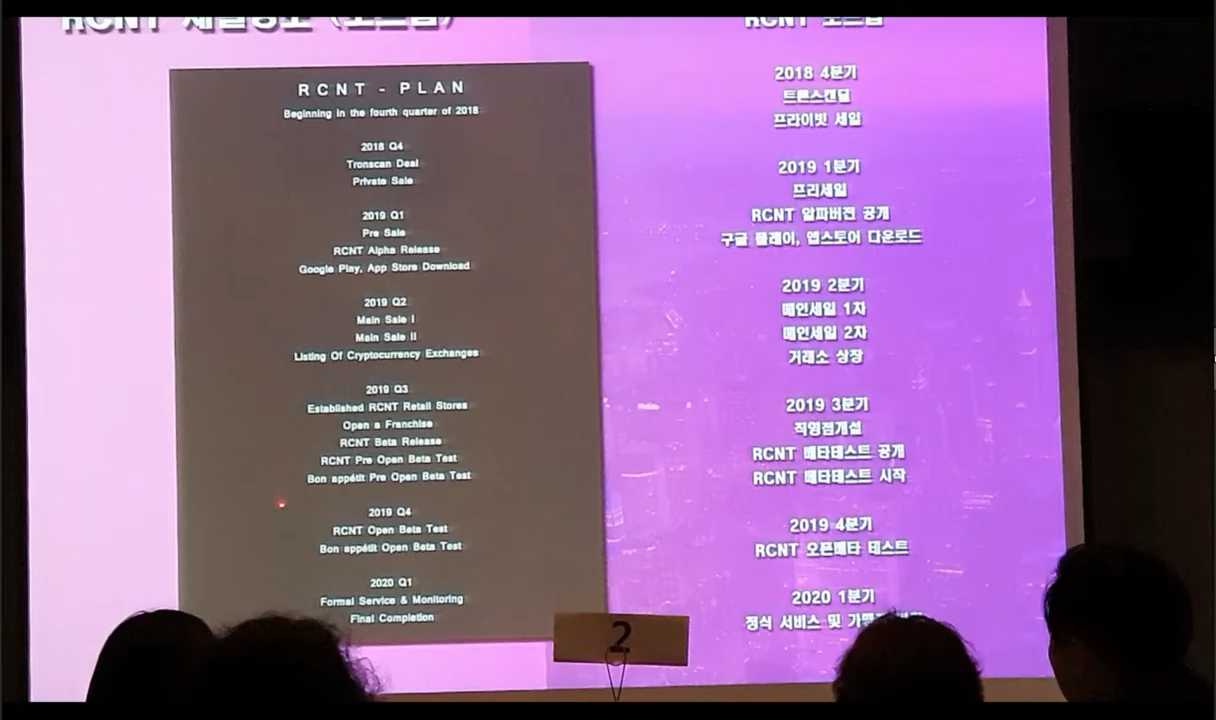 RCNT 세일정보 (로드맵)
RCNT - PLAN
Beginning in the fourth quarter of 2018
2018 Q4
Tronscan Deal
Private Sale
2019 Q1
Pre Sale
RCNT Alpha Release
Google Play, App Store Download
2019 Q2
Main Sale I
Main Sale II
Listing Of Cryptocurrency Exchanges
2019 Q3
Established RCNT Retail Stores
Open a Franchise
RCNT Beta Release
RCNT Pre Open Beta Test
Bon appétit Pre Open Beta Test
2019 Q4
RCNT Open Beta Test
Bon appétit Open Beta Test
2020 Q1
Formal Service & Monitoring
Final Completion
RCNT 로드맵
2018 4분기
트론스캔딜
프라이빗 세일
2019 1분기
프리세일
RCNT 알파버전 공개
구글 플레이, 앱스토어 다운로드
2019 2분기
메인세일 1차
메인세일 2차
거래소 상장
2019 3분기
직영점개설
RCNT 베타테스트 공개
RCNT 베타테스트 시작
2019 4분기
RCNT 오픈베타 테스트
2020 1분기
정식 서비스 및
2